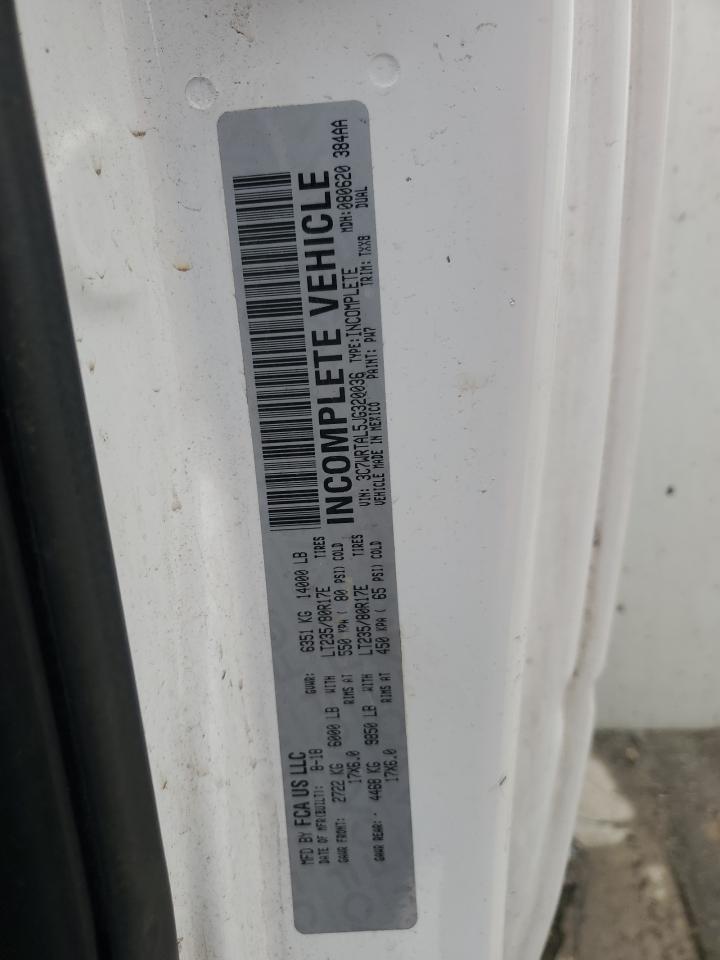 MFD BY FCA US LLC
DATE OF MFR(BUILT): 8-18 GVWR: 6351 KG 14000 LB
GAWR FRONT: 2722 KG 6000 LB WITH LT235/80R17E TIRES
17X6.0 RIMS AT 550 KPA ( 80 PSI) COLD
GAWR REAR: 4468 KG 9850 LB WITH LT235/80R17E TIRES
17X6.0 RIMS AT 450 KPA ( 65 PSI) COLD
INCOMPLETE VEHICLE
VIN: 3C7WRTAL5JG320036 TYPE:INCOMPLETE MDH:080620 384AA
VEHICLE MADE IN MEXICO PAINT: PW7 TRIM: TXX8 DUAL